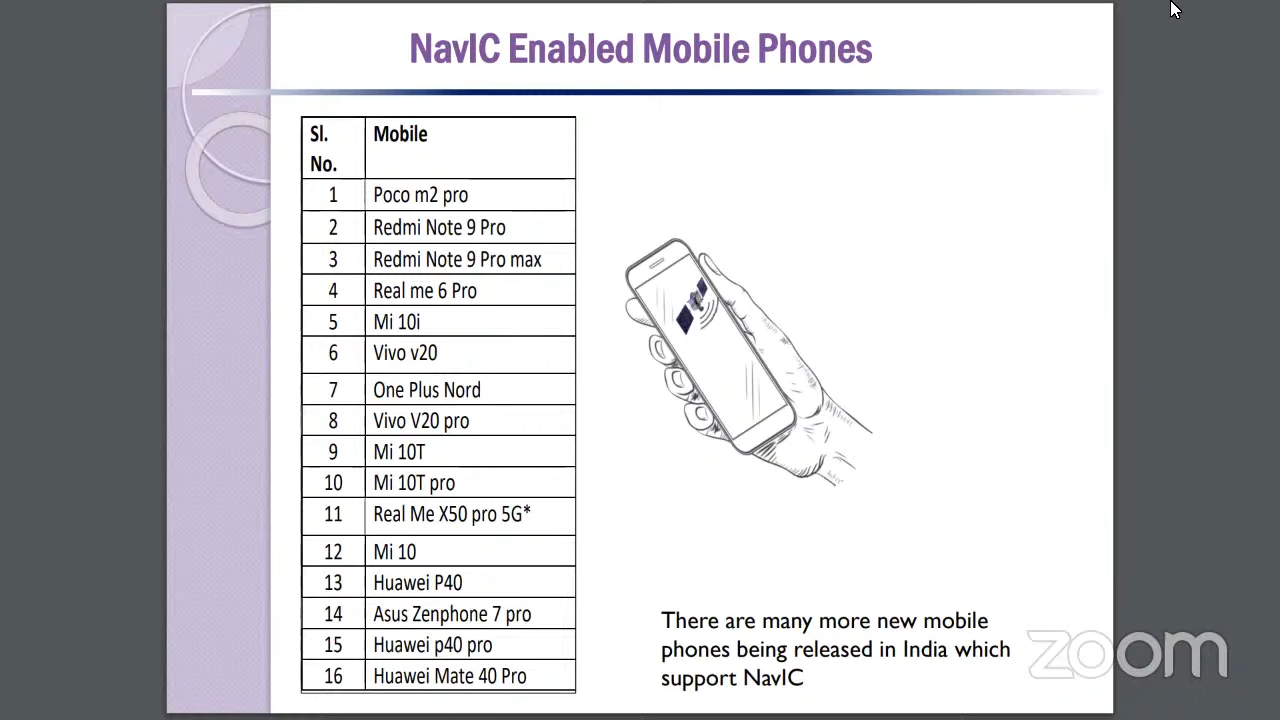 NavIC Enabled Mobile Phones
Sl. No. Mobile
1 Poco m2 pro
2 Redmi Note 9 Pro
3 Redmi Note 9 Pro max
4 Real me 6 Pro
5 Mi 10i
6 Vivo v20
7 One Plus Nord
8 Vivo V20 pro
9 Mi 10T
10 Mi 10T pro
11 Real Me X50 pro 5G*
12 Mi 10
13 Huawei P40
14 Asus Zenphone 7 pro
15 Huawei p40 pro
16 Huawei Mate 40 Pro
There are many more new mobile
phones being released in India which
support NavIC
zoom